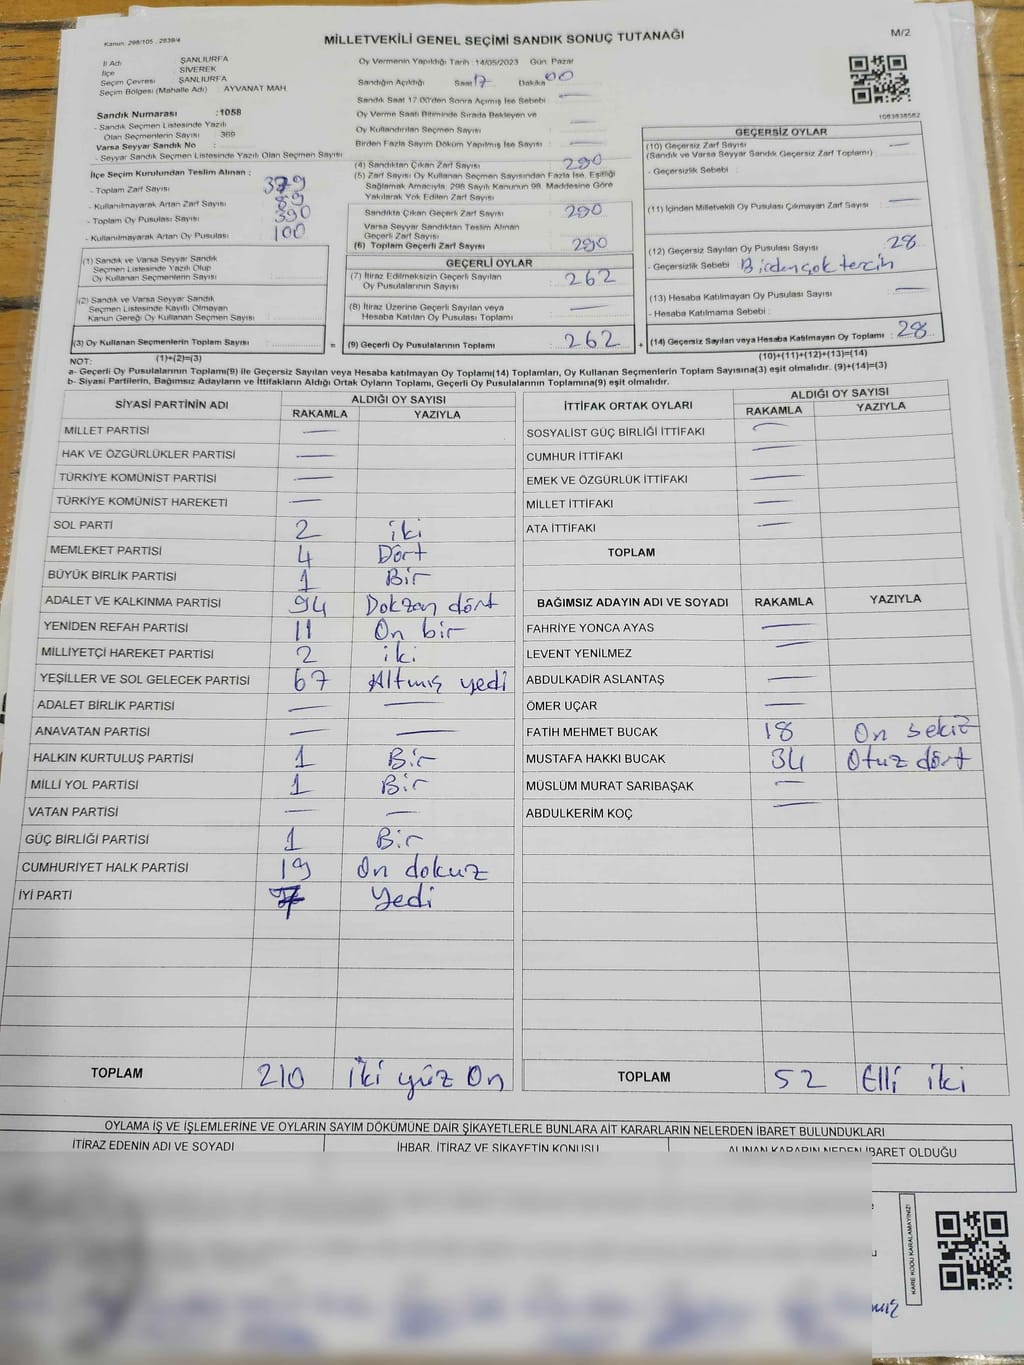 Kanun: 298/105 , 2839/4
MİLLETVEKİLİ GENEL SEÇİMİ SANDIK SONUÇ TUTANAĞI
M/2
İl Adı ŞANLIURFA
İlçe SİVEREK
Seçim Çevresi ŞANLIURFA
Seçim Bölgesi (Mahalle Adı) : AYVANAT MAH
Sandık Numarası :1058
- Sandık Seçmen Listesinde Yazılı
Olan Seçmenlerin Sayısı : 369
Varsa Seyyar Sandık No :
- Seyyar Sandık Seçmen Listesinde Yazılı Olan Seçmen Sayısı
İlçe Seçim Kurulundan Teslim Alınan :
- Toplam Zarf Sayısı 379
- Kullanılmayarak Artan Zarf Sayısı 89
- Toplam Oy Pusulası Sayısı 390
- Kullanılmayarak Artan Oy Pusulası 100
(1) Sandık ve Varsa Seyyar Sandık
Seçmen Listesinde Yazılı Olup
Oy Kullanan Seçmenlerin Sayısı
(2) Sandık ve Varsa Seyyar Sandık
Seçmen Listesinde Kayıtlı Olmayan
Kanun Gereği Oy Kullanan Seçmen Sayısı
(3) Oy Kullanan Seçmenlerin Toplam Sayısı =
Oy Vermenin Yapıldığı Tarih : 14/05/2023 Gün: Pazar
Sandığın Açıldığı Saat 17 Dakika 00
Sandık Saat 17.00'den Sonra Açılmış İse Sebebi : —
Oy Verme Saati Bitiminde Sırada Bekleyen ve
Oy Kullandırılan Seçmen Sayısı —
Birden Fazla Sayım Döküm Yapılmış İse Sayısı : —
(4) Sandıktan Çıkan Zarf Sayısı 290
(5) Zarf Sayısı Oy Kullanan Seçmen Sayısından Fazla İse, Eşitliği
Sağlamak Amacıyla, 298 Sayılı Kanunun 98. Maddesine Göre
Yakılarak Yok Edilen Zarf Sayısı
Sandıkta Çıkan Geçerli Zarf Sayısı 290
Varsa Seyyar Sandıktan Teslim Alınan
Geçerli Zarf Sayısı
(6) Toplam Geçerli Zarf Sayısı 290
GEÇERLİ OYLAR
(7) İtiraz Edilmeksizin Geçerli Sayılan
Oy Pusulalarının Sayısı 262
(8) İtiraz Üzerine Geçerli Sayılan veya
Hesaba Katılan Oy Pusulası Toplamı —
(9) Geçerli Oy Pusulalarının Toplamı 262 +
1083838582
GEÇERSİZ OYLAR
(10) Geçersiz Zarf Sayısı —
(Sandık ve Varsa Seyyar Sandık Geçersiz Zarf Toplamı)
- Geçersizlik Sebebi :
(11) İçinden Milletvekili Oy Pusulası Çıkmayan Zarf Sayısı —
(12) Geçersiz Sayılan Oy Pusulası Sayısı : 28
- Geçersizlik Sebebi : Birden çok tercih
(13) Hesaba Katılmayan Oy Pusulası Sayısı —
- Hesaba Katılmama Sebebi :
(14) Geçersiz Sayılan veya Hesaba Katılmayan Oy Toplamı : 28
NOT: (1)+(2)=(3) (10)+(11)+(12)+(13)=(14)
a- Geçerli Oy Pusulalarının Toplamı(9) ile Geçersiz Sayılan veya Hesaba katılmayan Oy Toplamı(14) Toplamları, Oy Kullanan Seçmenlerin Toplam Sayısına(3) eşit olmalıdır. (9)+(14)=(3)
b- Siyasi Partilerin, Bağımsız Adayların ve İttifakların Aldığı Ortak Oyların Toplamı, Geçerli Oy Pusulalarının Toplamına(9) eşit olmalıdır.
SİYASİ PARTİNİN ADI ALDIĞI OY SAYISI
RAKAMLA YAZIYLA
MİLLET PARTİSİ —
HAK VE ÖZGÜRLÜKLER PARTİSİ —
TÜRKİYE KOMÜNİST PARTİSİ —
TÜRKİYE KOMÜNİST HAREKETİ —
SOL PARTİ 2 iki
MEMLEKET PARTİSİ 4 Dört
BÜYÜK BİRLİK PARTİSİ 1 Bir
ADALET VE KALKINMA PARTİSİ 94 Dokzan dört
YENİDEN REFAH PARTİSİ 11 On bir
MİLLİYETÇİ HAREKET PARTİSİ 2 iki
YEŞİLLER VE SOL GELECEK PARTİSİ 67 Altmış yedi
ADALET BİRLİK PARTİSİ — —
ANAVATAN PARTİSİ — —
HALKIN KURTULUŞ PARTİSİ 1 Bir
MİLLİ YOL PARTİSİ 1 Bir
VATAN PARTİSİ — —
GÜÇ BİRLİĞİ PARTİSİ 1 Bir
CUMHURİYET HALK PARTİSİ 19 On dokuz
İYİ PARTİ 7 Yedi
TOPLAM 210 İki yüz On
İTTİFAK ORTAK OYLARI ALDIĞI OY SAYISI
RAKAMLA YAZIYLA
SOSYALİST GÜÇ BİRLİĞİ İTTİFAKI —
CUMHUR İTTİFAKI —
EMEK VE ÖZGÜRLÜK İTTİFAKI —
MİLLET İTTİFAKI —
ATA İTTİFAKI —
TOPLAM
BAĞIMSIZ ADAYIN ADI VE SOYADI RAKAMLA YAZIYLA
FAHRİYE YONCA AYAS —
LEVENT YENİLMEZ —
ABDULKADİR ASLANTAŞ —
ÖMER UÇAR —
FATİH MEHMET BUCAK 18 On sekiz
MUSTAFA HAKKI BUCAK 34 Otuz dört
MÜSLÜM MURAT SARIBAŞAK —
ABDULKERİM KOÇ —
TOPLAM 52 Elli iki
OYLAMA İŞ VE İŞLEMLERİNE VE OYLARIN SAYIM DÖKÜMÜNE DAİR ŞİKAYETLERLE BUNLARA AİT KARARLARIN NELERDEN İBARET BULUNDUKLARI
İTİRAZ EDENİN ADI VE SOYADI İHBAR, İTİRAZ VE ŞİKAYETİN KONUSU ALINAN KARARIN NEDEN İBARET OLDUĞU
KARE KODU KARALAMAYINIZ!